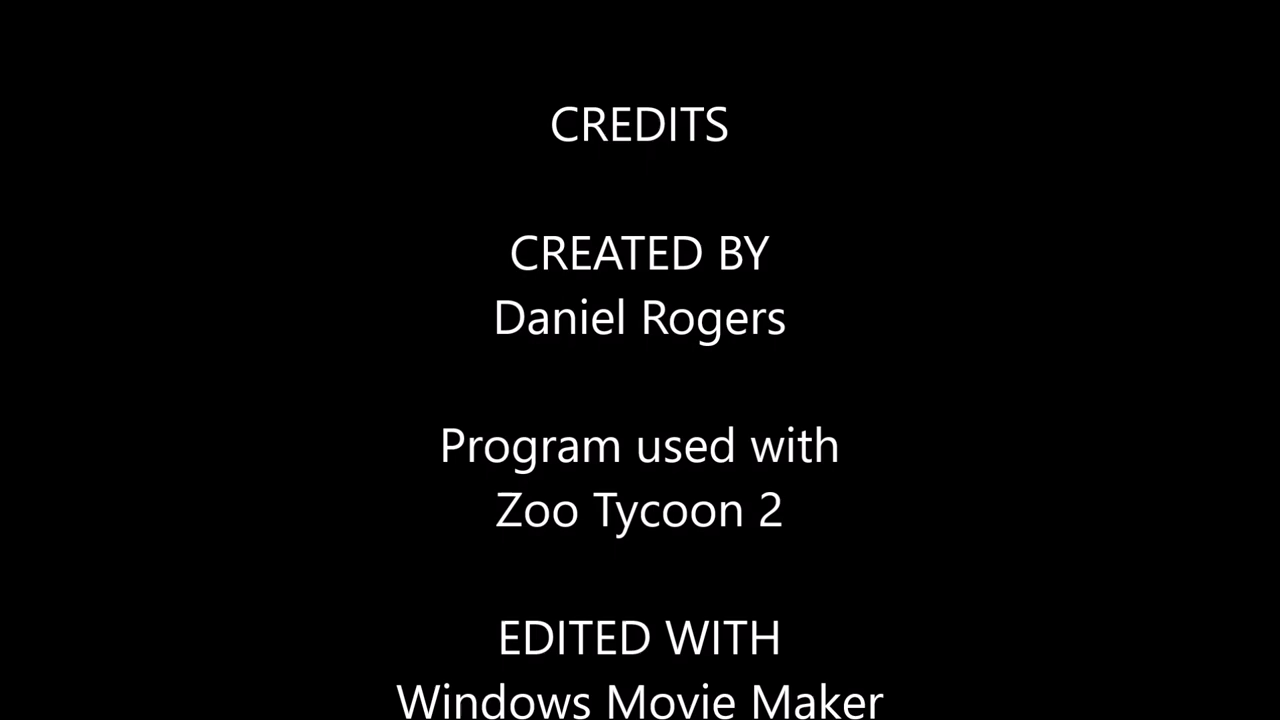 CREDITS
CREATED BY
Daniel Rogers
Program used with
Zoo Tycoon 2
EDITED WITH
Windows Movie Maker